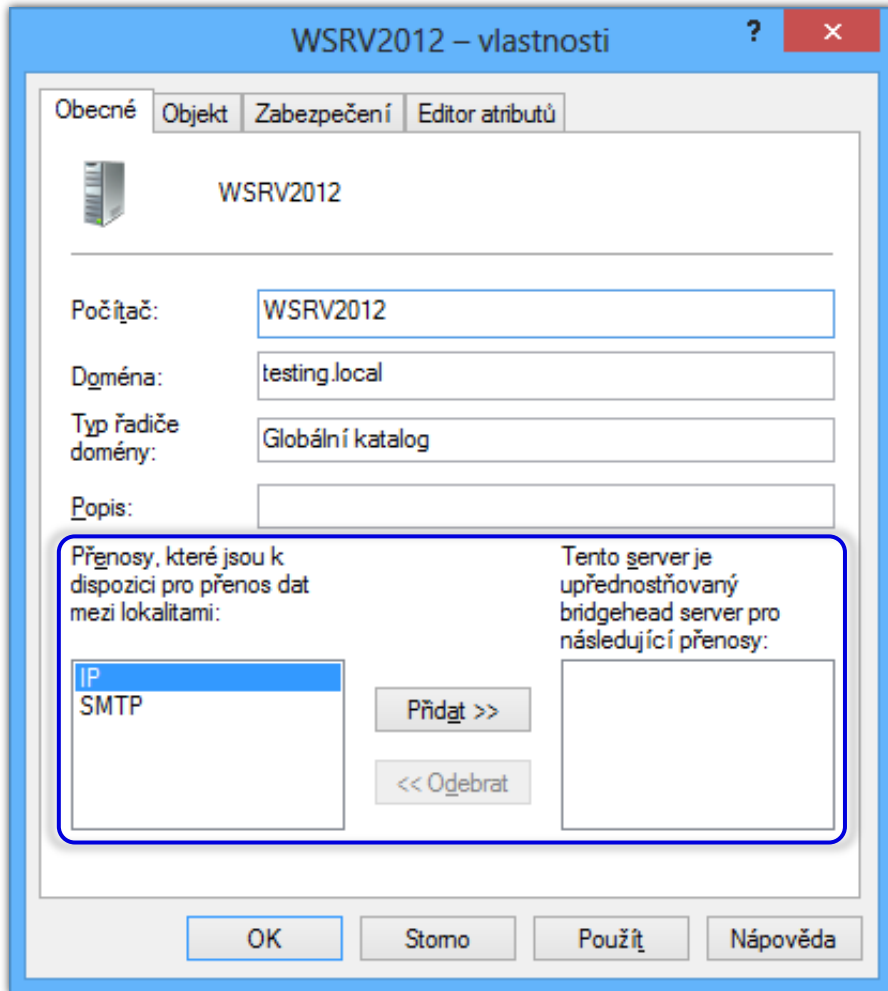 WSRV2012 – vlastnosti
?
×
Obecné
Objekt
Zabezpečení
Editor atributů
WSRV2012
Počítač:
WSRV2012
Doména:
testing.local
Typ řadiče
domény:
Globální katalog
Popis:
Přenosy, které jsou k
dispozici pro přenos dat
mezi lokalitami:
Tento server je
upřednostňovaný
bridgehead server pro
následující přenosy:
IP
SMTP
Přidat >>
<< Odebrat
OK
Storno
Použít
Nápověda